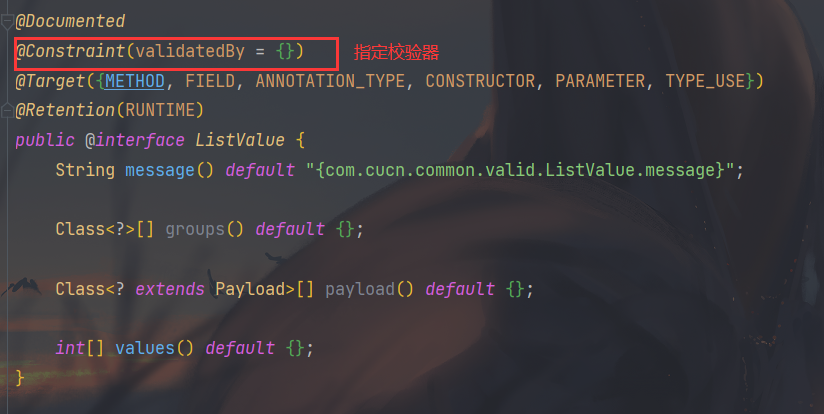 @Documented
@Constraint(validatedBy = {}) 指定校验器
@Target({METHOD, FIELD, ANNOTATION_TYPE, CONSTRUCTOR, PARAMETER, TYPE_USE})
@Retention(RUNTIME)
public @interface ListValue {
    String message() default "{com.cucn.common.valid.ListValue.message}";
    Class<?>[] groups() default {};
    Class<? extends Payload>[] payload() default {};
    int[] values() default {};
}